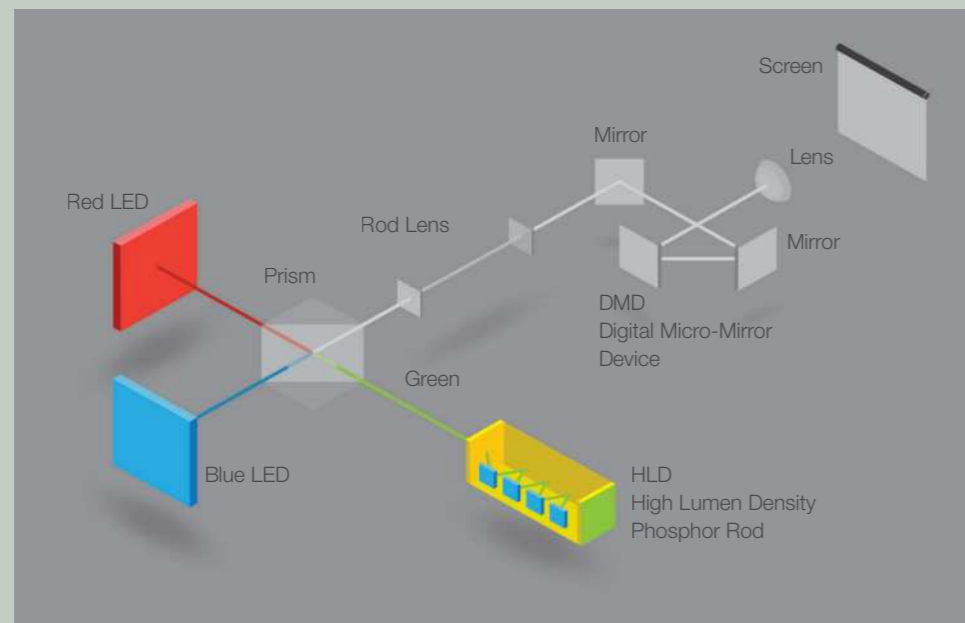 Screen
Mirror
Lens
Red LED
Rod Lens
Mirror
Prism
DMD
Digital Micro-Mirror
Device
Green
Blue LED
HLD
High Lumen Density
Phosphor Rod